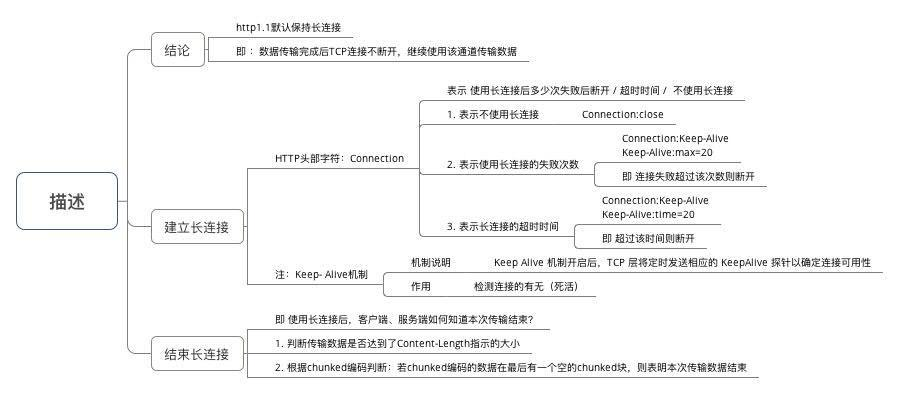 描述
结论
http1.1默认保持长连接
即：数据传输完成后TCP连接不断开，继续使用该通道传输数据
建立长连接
HTTP头部字符：Connection
表示 使用长连接后多少次失败后断开 / 超时时间 / 不使用长连接
1. 表示不使用长连接
Connection:close
2. 表示使用长连接的失败次数
Connection:Keep-Alive
Keep-Alive:max=20
即 连接失败超过该次数则断开
3. 表示长连接的超时时间
Connection:Keep-Alive
Keep-Alive:time=20
即 超过该时间则断开
注：Keep- Alive机制
机制说明
Keep Alive 机制开启后，TCP 层将定时发送相应的 KeepAlive 探针以确定连接可用性
作用
检测连接的有无（死活）
结束长连接
即 使用长连接后，客户端、服务端如何知道本次传输结束？
1. 判断传输数据是否达到了Content-Length指示的大小
2. 根据chunked编码判断：若chunked编码的数据在最后有一个空的chunked块，则表明本次传输数据结束